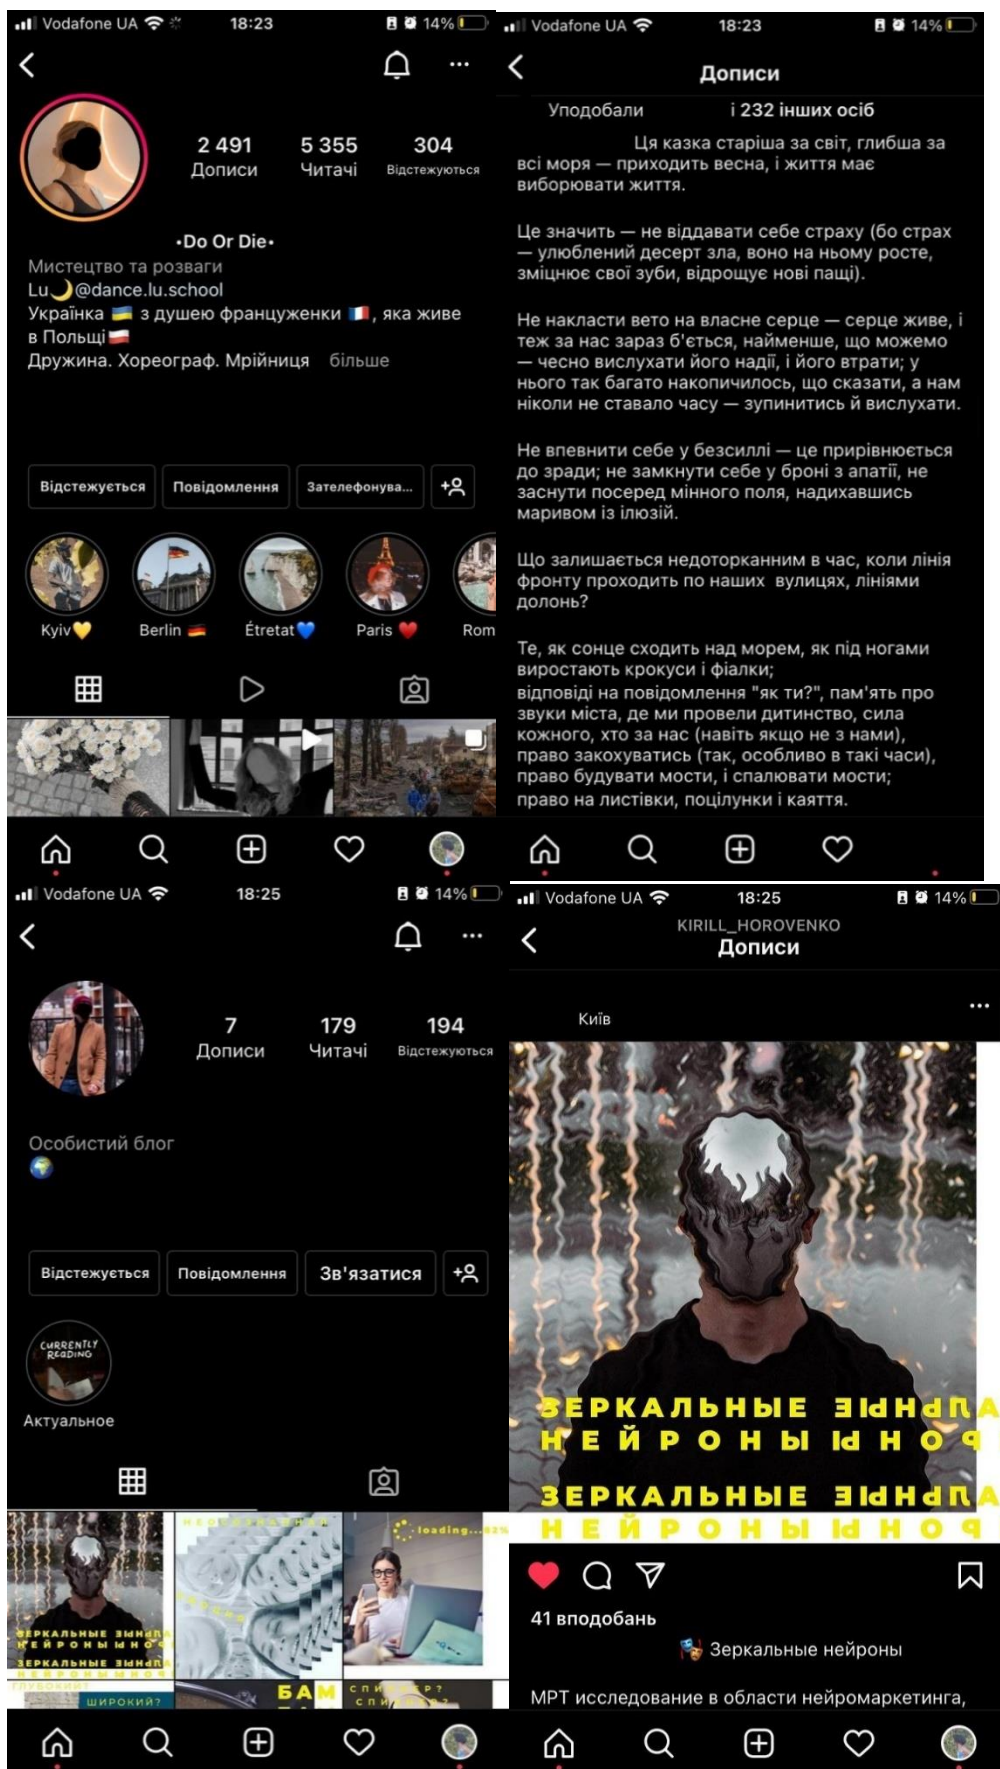 Vodafone UA 18:23 14%
2 491 5 355 304
Дописи Читачі Відстежуються
•Do Or Die•
Мистецтво та розваги
Lu🌙@dance.lu.school
Українка 🇺🇦 з душею француженки 🇫🇷, яка живе
в Польщі🇵🇱
Дружина. Хореограф. Мрійниця більше
Відстежується Повідомлення Зателефонува...
Kyiv💛 Berlin 🇩🇪 Étretat💙 Paris ❤️ Rom
Vodafone UA 18:23 14%
Дописи
Уподобали і 232 інших осіб
Ця казка старіша за світ, глибша за
всі моря — приходить весна, і життя має
виборювати життя.
Це значить — не віддавати себе страху (бо страх
— улюблений десерт зла, воно на ньому росте,
зміцнює свої зуби, відрощує нові пащі).
Не накласти вето на власне серце — серце живе, і
теж за нас зараз б'ється, найменше, що можемо
— чесно вислухати його надії, і його втрати; у
нього так багато накопичилось, що сказати, а нам
ніколи не ставало часу — зупинитись й вислухати.
Не впевнити себе у безсиллі — це прирівнюється
до зради; не замкнути себе у броні з апатії, не
заснути посеред мінного поля, надихавшись
маривом із ілюзій.
Що залишається недоторканним в час, коли лінія
фронту проходить по наших вулицях, лініями
долонь?
Те, як сонце сходить над морем, як під ногами
виростають крокуси і фіалки;
відповіді на повідомлення "як ти?", пам'ять про
звуки міста, де ми провели дитинство, сила
кожного, хто за нас (навіть якщо не з нами),
право закохуватись (так, особливо в такі часи),
право будувати мости, і спалювати мости;
право на листівки, поцілунки і каяття.
Vodafone UA 18:25 14%
7 179 194
Дописи Читачі Відстежуються
Особистий блог
🌍
Відстежується Повідомлення Зв'язатися
CURRENTLY
READING
Актуальное
loading...82%
ЗЕРКАЛЬНЫЕ
НЕЙРОНЫ
ЗЕРКАЛЬНЫЕ
ГЛУБОКИЙ?
ШИРОКИЙ?
БАМ
СПИННЕР?
СПИННЕР?
Vodafone UA 18:25 14%
KIRILL_HOROVENKO
Дописи
Київ
ЗЕРКАЛЬНЫЕ
НЕЙРОНЫ
ЗЕРКАЛЬНЫЕ
НЕЙРОНЫ
41 вподобань
🎭 Зеркальные нейроны
МРТ исследование в области нейромаркетинга,